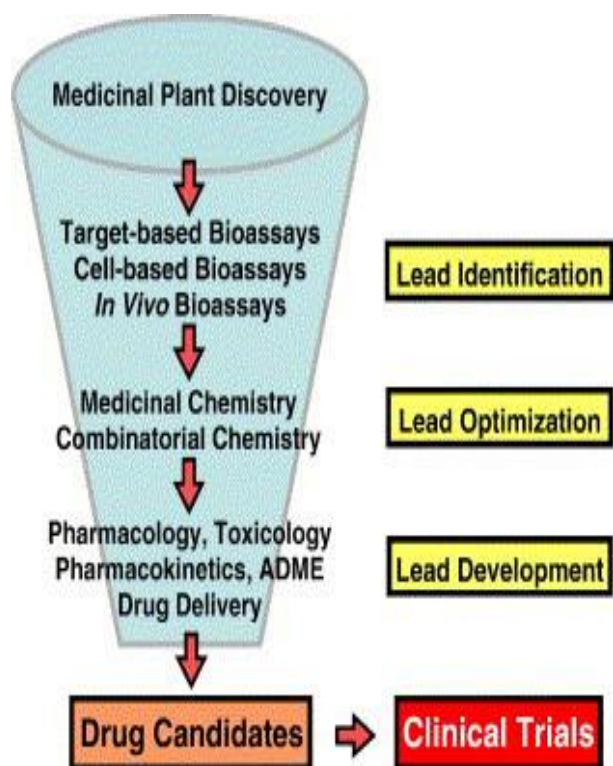 Medicinal Plant Discovery
Target-based Bioassays
Cell-based Bioassays
In Vivo Bioassays
Lead Identification
Medicinal Chemistry
Combinatorial Chemistry
Lead Optimization
Pharmacology, Toxicology
Pharmacokinetics, ADME
Drug Delivery
Lead Development
Drug Candidates
Clinical Trials